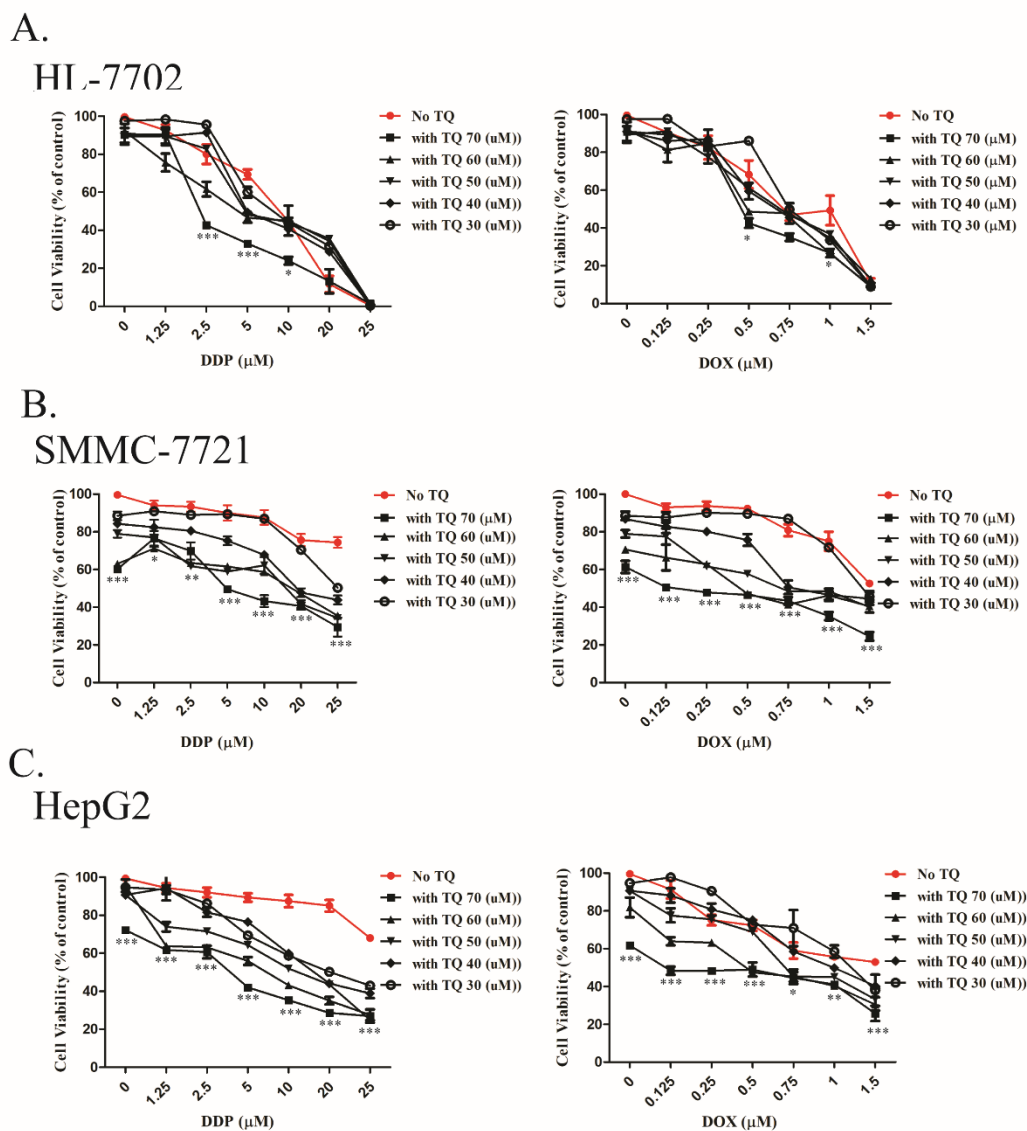 A.
HL-7702
Cell Viability (% of control)
100
80
60
40
20
0
***
***
*
0
1.25
2.5
5
10
20
25
DDP (μM)
No TQ
with TQ 70 (uM))
with TQ 60 (uM))
with TQ 50 (uM))
with TQ 40 (uM))
with TQ 30 (uM))
Cell Viability (% of control)
100
80
60
40
20
0
*
*
0
0.125
0.25
0.5
0.75
1
1.5
DOX (μM)
No TQ
with TQ 70 (μM)
with TQ 60 (μM)
with TQ 50 (μM)
with TQ 40 (μM)
with TQ 30 (μM)
B.
SMMC-7721
Cell Viability (% of control)
100
80
60
40
20
0
***
*
**
***
***
***
***
0
1.25
2.5
5
10
20
25
DDP (μM)
No TQ
with TQ 70 (μM)
with TQ 60 (uM))
with TQ 50 (uM))
with TQ 40 (uM))
with TQ 30 (uM))
Cell Viability (% of control)
100
80
60
40
20
0
***
***
***
***
***
***
***
0
0.125
0.25
0.5
0.75
1
1.5
DOX (μM)
No TQ
with TQ 70 (μM)
with TQ 60 (uM))
with TQ 50 (uM))
with TQ 40 (uM))
with TQ 30 (uM))
C.
HepG2
Cell Viability (% of control)
100
80
60
40
20
0
***
***
***
***
***
***
***
0
1.25
2.5
5
10
20
25
DDP (μM)
No TQ
with TQ 70 (uM))
with TQ 60 (uM))
with TQ 50 (uM))
with TQ 40 (uM))
with TQ 30 (uM))
Cell Viability (% of control)
100
80
60
40
20
0
***
***
***
***
*
**
***
0
0.125
0.25
0.5
0.75
1
1.5
DOX (μM)
No TQ
with TQ 70 (uM))
with TQ 60 (uM))
with TQ 50 (uM))
with TQ 40 (uM))
with TQ 30 (uM))